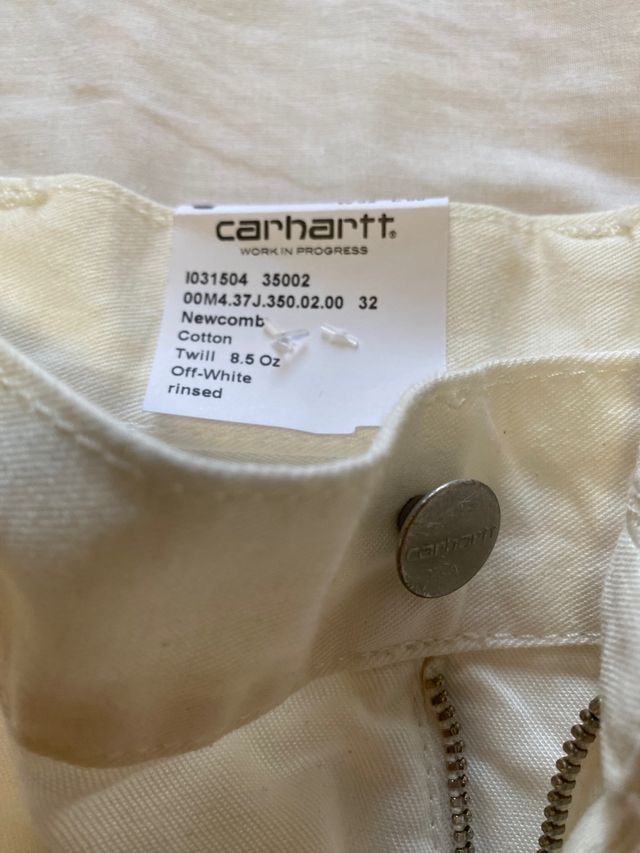 carhartt®
WORK IN PROGRESS
I031504 35002
00M4.37J.350.02.00 32
Newcomb
Cotton
Twill 8.5 Oz
Off-White
rinsed
carhartt